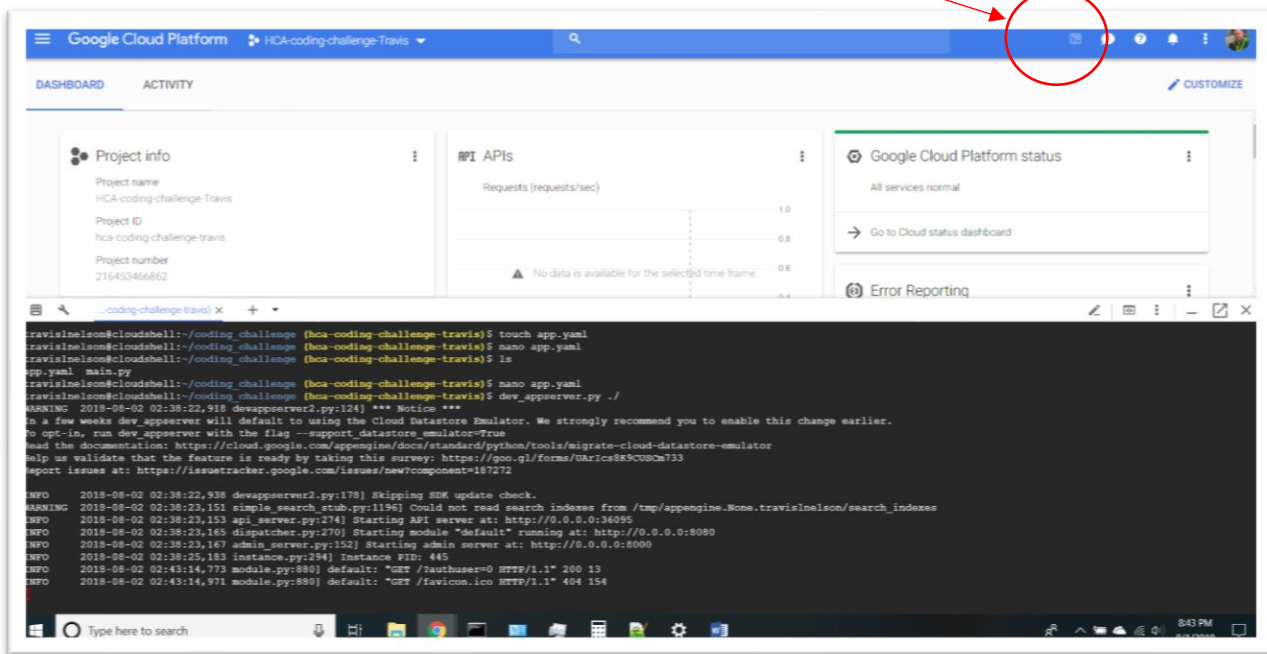 Google Cloud Platform HCA-coding-challenge-Travis
DASHBOARD ACTIVITY CUSTOMIZE
Project info
Project name
HCA-coding-challenge-Travis
Project ID
hca-coding-challenge-travis
Project number
216453466862
API APIs
Requests (requests/sec)
1.0
0.8
No data is available for the selected time frame. 0.6
Google Cloud Platform status
All services normal
Go to Cloud status dashboard
Error Reporting
...-coding-challenge-travis) × +
travislnelson@cloudshell:~/coding_challenge (hca-coding-challenge-travis)$ touch app.yaml
travislnelson@cloudshell:~/coding_challenge (hca-coding-challenge-travis)$ nano app.yaml
travislnelson@cloudshell:~/coding_challenge (hca-coding-challenge-travis)$ ls
app.yaml main.py
travislnelson@cloudshell:~/coding_challenge (hca-coding-challenge-travis)$ nano app.yaml
travislnelson@cloudshell:~/coding_challenge (hca-coding-challenge-travis)$ dev_appserver.py ./
WARNING 2018-08-02 02:38:22,918 devappserver2.py:124] *** Notice ***
In a few weeks dev_appserver will default to using the Cloud Datastore Emulator. We strongly recommend you to enable this change earlier.
To opt-in, run dev_appserver with the flag --support_datastore_emulator=True
Read the documentation: https://cloud.google.com/appengine/docs/standard/python/tools/migrate-cloud-datastore-emulator
Help us validate that the feature is ready by taking this survey: https://goo.gl/forms/UArIcs8K9CUSCm733
Report issues at: https://issuetracker.google.com/issues/new?component=187272
INFO 2018-08-02 02:38:22,938 devappserver2.py:178] Skipping SDK update check.
WARNING 2018-08-02 02:38:23,151 simple_search_stub.py:1196] Could not read search indexes from /tmp/appengine.None.travislnelson/search_indexes
INFO 2018-08-02 02:38:23,153 api_server.py:274] Starting API server at: http://0.0.0.0:36095
INFO 2018-08-02 02:38:23,165 dispatcher.py:270] Starting module "default" running at: http://0.0.0.0:8080
INFO 2018-08-02 02:38:23,167 admin_server.py:152] Starting admin server at: http://0.0.0.0:8000
INFO 2018-08-02 02:38:25,183 instance.py:294] Instance PID: 445
INFO 2018-08-02 02:43:14,773 module.py:880] default: "GET /?authuser=0 HTTP/1.1" 200 13
INFO 2018-08-02 02:43:14,971 module.py:880] default: "GET /favicon.ico HTTP/1.1" 404 154
Type here to search 8:43 PM